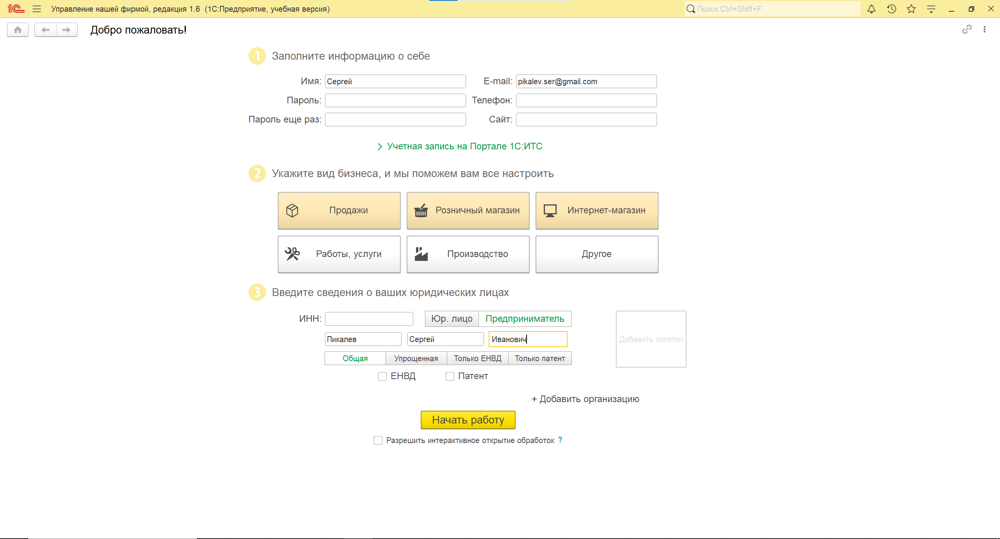 1С Управление нашей фирмой, редакция 1.6 (1С:Предприятие, учебная версия) Поиск Ctrl+Shift+F
Добро пожаловать!
1 Заполните информацию о себе
Имя: Сергей E-mail: pikalev.ser@gmail.com
Пароль: Телефон:
Пароль еще раз: Сайт:
Учетная запись на Портале 1С:ИТС
2 Укажите вид бизнеса, и мы поможем вам все настроить
Продажи Розничный магазин Интернет-магазин
Работы, услуги Производство Другое
3 Введите сведения о ваших юридических лицах
ИНН: Юр. лицо Предприниматель
Пикалев Сергей Иванович Добавить логотип
Общая Упрощенная Только ЕНВД Только патент
ЕНВД Патент
+ Добавить организацию
Начать работу
Разрешить интерактивное открытие обработок ?